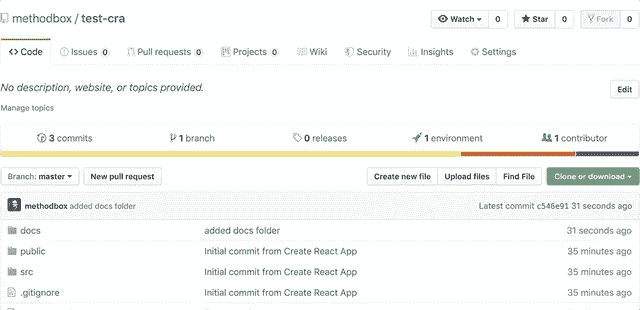 methodbox / test-cra
Watch 0 Star 0 Fork 0
Code Issues 0 Pull requests 0 Projects 0 Wiki Security Insights Settings
No description, website, or topics provided. Edit
Manage topics
3 commits 1 branch 0 releases 1 environment 1 contributor
Branch: master New pull request Create new file Upload files Find File Clone or download
methodbox added docs folder Latest commit c546e91 31 seconds ago
docs added docs folder 31 seconds ago
public Initial commit from Create React App 35 minutes ago
src Initial commit from Create React App 35 minutes ago
.gitignore Initial commit from Create React App 35 minutes ago